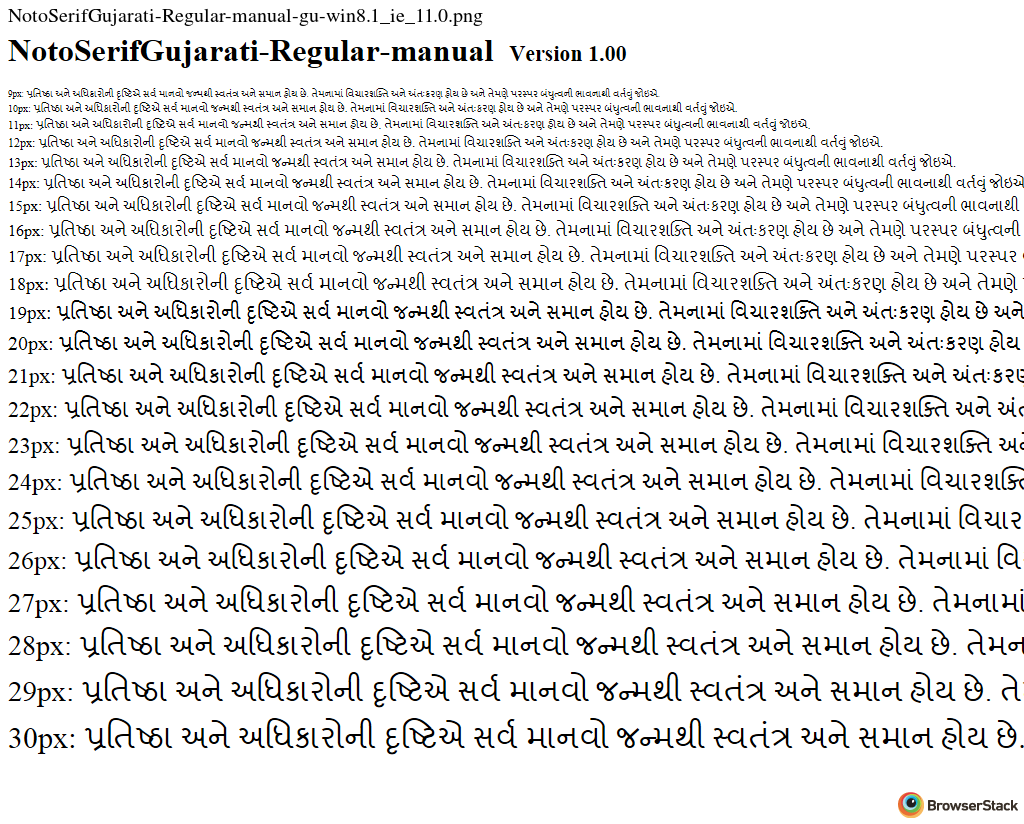 NotoSerifGujarati-Regular-manual-gu-win8.1_ie_11.0.png
NotoSerifGujarati-Regular-manual Version 1.00
9px: પ્રતિષ્ઠા અને અધિકારોની દૃષ્ટિએ સર્વ માનવો જન્મથી સ્વતંત્ર અને સમાન હોય છે. તેમનામાં વિચારશક્તિ અને અંતઃકરણ હોય છે અને તેમણે પરસ્પર બંધુત્વની ભાવનાથી વર્તવું જોઇએ.
10px: પ્રતિષ્ઠા અને અધિકારોની દૃષ્ટિએ સર્વ માનવો જન્મથી સ્વતંત્ર અને સમાન હોય છે. તેમનામાં વિચારશક્તિ અને અંતઃકરણ હોય છે અને તેમણે પરસ્પર બંધુત્વની ભાવનાથી વર્તવું જોઇએ.
11px: પ્રતિષ્ઠા અને અધિકારોની દૃષ્ટિએ સર્વ માનવો જન્મથી સ્વતંત્ર અને સમાન હોય છે. તેમનામાં વિચારશક્તિ અને અંતઃકરણ હોય છે અને તેમણે પરસ્પર બંધુત્વની ભાવનાથી વર્તવું જોઇએ.
12px: પ્રતિષ્ઠા અને અધિકારોની દૃષ્ટિએ સર્વ માનવો જન્મથી સ્વતંત્ર અને સમાન હોય છે. તેમનામાં વિચારશક્તિ અને અંતઃકરણ હોય છે અને તેમણે પરસ્પર બંધુત્વની ભાવનાથી વર્તવું જોઇએ.
13px: પ્રતિષ્ઠા અને અધિકારોની દૃષ્ટિએ સર્વ માનવો જન્મથી સ્વતંત્ર અને સમાન હોય છે. તેમનામાં વિચારશક્તિ અને અંતઃકરણ હોય છે અને તેમણે પરસ્પર બંધુત્વની ભાવનાથી વર્તવું જોઇએ.
14px: પ્રતિષ્ઠા અને અધિકારોની દૃષ્ટિએ સર્વ માનવો જન્મથી સ્વતંત્ર અને સમાન હોય છે. તેમનામાં વિચારશક્તિ અને અંતઃકરણ હોય છે અને તેમણે પરસ્પર બંધુત્વની ભાવનાથી વર્તવું જોઇએ
15px: પ્રતિષ્ઠા અને અધિકારોની દૃષ્ટિએ સર્વ માનવો જન્મથી સ્વતંત્ર અને સમાન હોય છે. તેમનામાં વિચારશક્તિ અને અંતઃકરણ હોય છે અને તેમણે પરસ્પર બંધુત્વની ભાવનાથી
16px: પ્રતિષ્ઠા અને અધિકારોની દૃષ્ટિએ સર્વ માનવો જન્મથી સ્વતંત્ર અને સમાન હોય છે. તેમનામાં વિચારશક્તિ અને અંતઃકરણ હોય છે અને તેમણે પરસ્પર બંધુત્વની
17px: પ્રતિષ્ઠા અને અધિકારોની દૃષ્ટિએ સર્વ માનવો જન્મથી સ્વતંત્ર અને સમાન હોય છે. તેમનામાં વિચારશક્તિ અને અંતઃકરણ હોય છે અને તેમણે પરસ્પર
18px: પ્રતિષ્ઠા અને અધિકારોની દૃષ્ટિએ સર્વ માનવો જન્મથી સ્વતંત્ર અને સમાન હોય છે. તેમનામાં વિચારશક્તિ અને અંતઃકરણ હોય છે અને તેમણે
19px: પ્રતિષ્ઠા અને અધિકારોની દૃષ્ટિએ સર્વ માનવો જન્મથી સ્વતંત્ર અને સમાન હોય છે. તેમનામાં વિચારશક્તિ અને અંતઃકરણ હોય છે અને
20px: પ્રતિષ્ઠા અને અધિકારોની દૃષ્ટિએ સર્વ માનવો જન્મથી સ્વતંત્ર અને સમાન હોય છે. તેમનામાં વિચારશક્તિ અને અંતઃકરણ હોય
21px: પ્રતિષ્ઠા અને અધિકારોની દૃષ્ટિએ સર્વ માનવો જન્મથી સ્વતંત્ર અને સમાન હોય છે. તેમનામાં વિચારશક્તિ અને અંતઃકરણ
22px: પ્રતિષ્ઠા અને અધિકારોની દૃષ્ટિએ સર્વ માનવો જન્મથી સ્વતંત્ર અને સમાન હોય છે. તેમનામાં વિચારશક્તિ અને
23px: પ્રતિષ્ઠા અને અધિકારોની દૃષ્ટિએ સર્વ માનવો જન્મથી સ્વતંત્ર અને સમાન હોય છે. તેમનામાં વિચારશક્તિ
24px: પ્રતિષ્ઠા અને અધિકારોની દૃષ્ટિએ સર્વ માનવો જન્મથી સ્વતંત્ર અને સમાન હોય છે. તેમનામાં વિચારશક્તિ
25px: પ્રતિષ્ઠા અને અધિકારોની દૃષ્ટિએ સર્વ માનવો જન્મથી સ્વતંત્ર અને સમાન હોય છે. તેમનામાં વિચાર
26px: પ્રતિષ્ઠા અને અધિકારોની દૃષ્ટિએ સર્વ માનવો જન્મથી સ્વતંત્ર અને સમાન હોય છે. તેમનામાં વિ
27px: પ્રતિષ્ઠા અને અધિકારોની દૃષ્ટિએ સર્વ માનવો જન્મથી સ્વતંત્ર અને સમાન હોય છે. તેમનામાં
28px: પ્રતિષ્ઠા અને અધિકારોની દૃષ્ટિએ સર્વ માનવો જન્મથી સ્વતંત્ર અને સમાન હોય છે. તેમન
29px: પ્રતિષ્ઠા અને અધિકારોની દૃષ્ટિએ સર્વ માનવો જન્મથી સ્વતંત્ર અને સમાન હોય છે. તે
30px: પ્રતિષ્ઠા અને અધિકારોની દૃષ્ટિએ સર્વ માનવો જન્મથી સ્વતંત્ર અને સમાન હોય છે.
BrowserStack